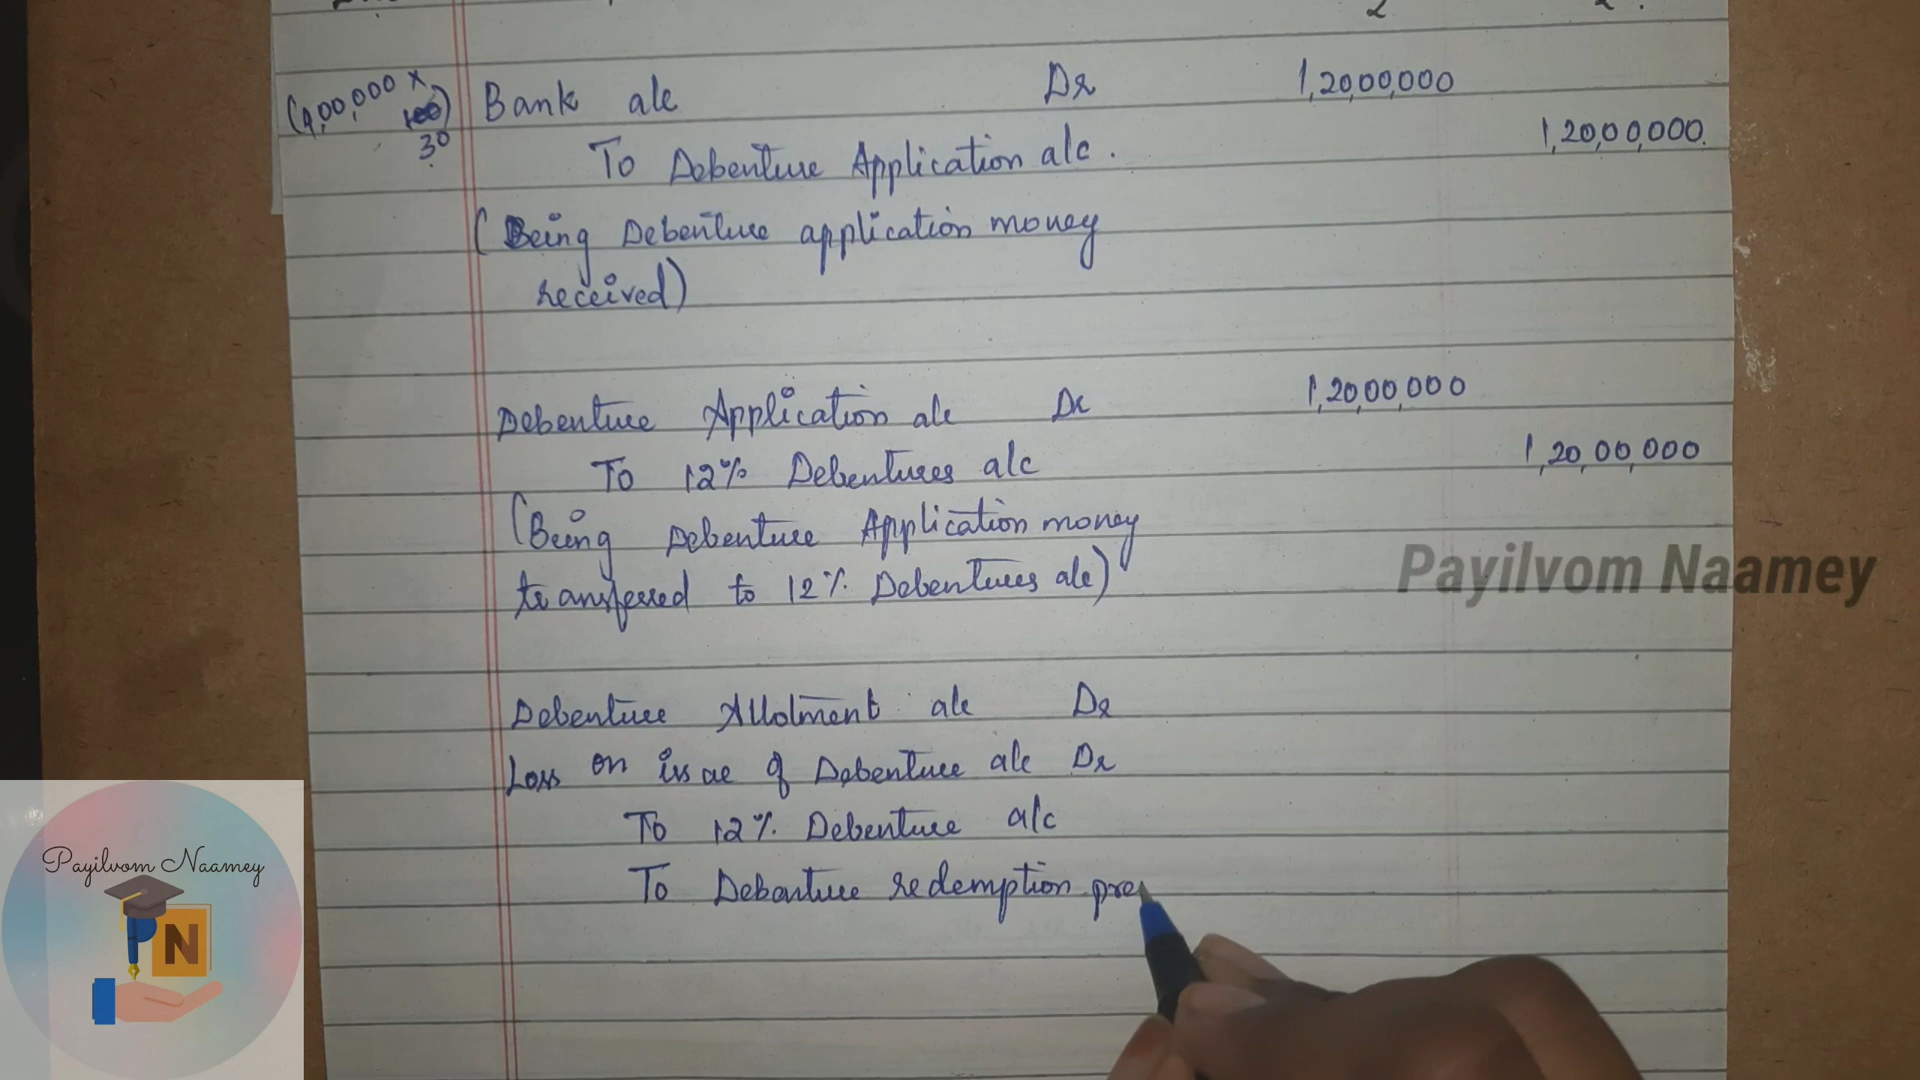 (4,00,000 x
100)
30
Bank a/c Dr 1,20,00,000
To Debenture Application a/c. 1,20,00,000.
(Being Debenture application money
received)
Debenture Application a/c Dr 1,20,00,000
To 12% Debentures a/c 1,20,00,000
(Being Debenture Application money
transferred to 12% Debentures a/c)
Payilvom Naamey
Debenture Allotment a/c Dr
Loss on issue of Debenture a/c Dr
To 12% Debenture a/c
To Debenture redemption pre
Payilvom Naamey
PN